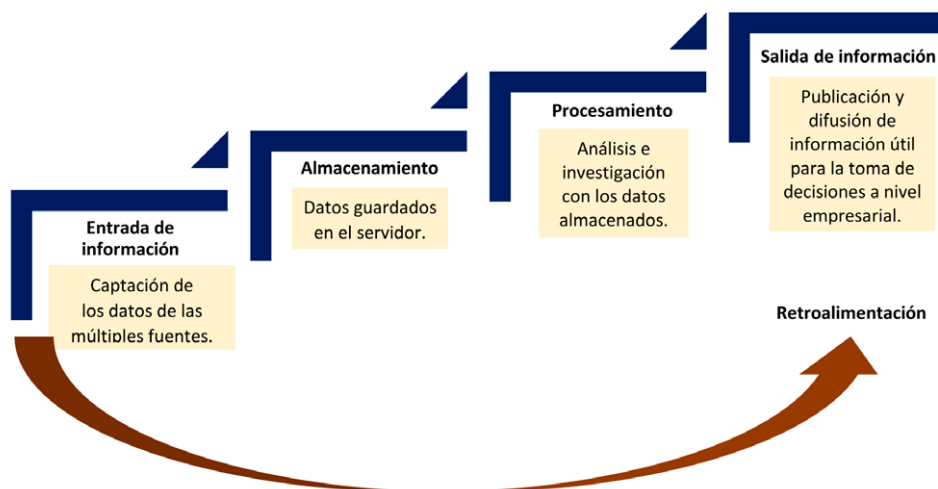 Entrada de
información
Captación de
los datos de las
múltiples fuentes.
Almacenamiento
Datos guardados
en el servidor.
Procesamiento
Análisis e
investigación
con los datos
almacenados.
Salida de información
Publicación y
difusión de
información útil
para la toma de
decisiones a nivel
empresarial.
Retroalimentación